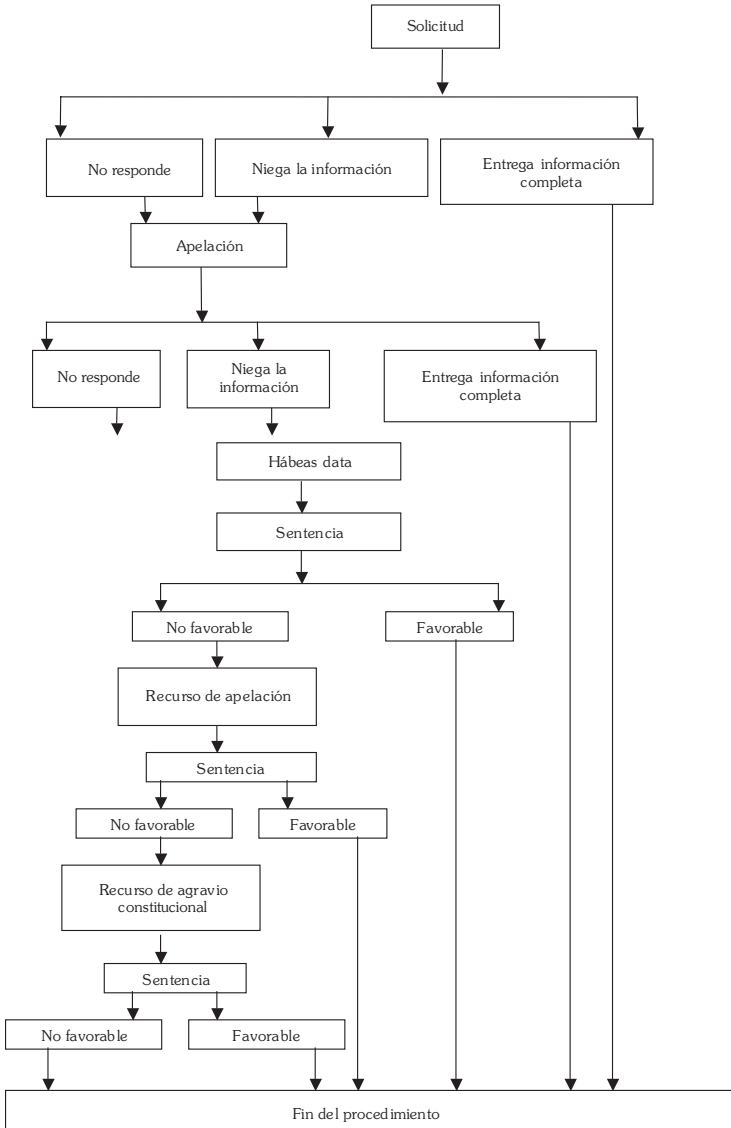 Solicitud
No responde
Niega la información
Entrega información
completa
Apelación
No responde
Niega la
información
Entrega información
completa
Hábeas data
Sentencia
No favorable
Favorable
Recurso de apelación
Sentencia
No favorable
Favorable
Recurso de agravio
constitucional
Sentencia
No favorable
Favorable
Fin del procedimiento